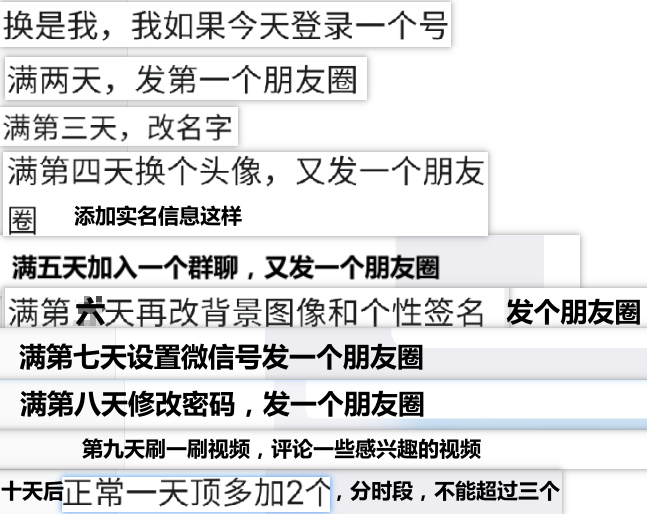 换是我，我如果今天登录一个号
满两天，发第一个朋友圈
满第三天，改名字
满第四天换个头像，又发一个朋友
圈 添加实名信息这样
满五天加入一个群聊，又发一个朋友圈
满第六天再改背景图像和个性签名 发个朋友圈
满第七天设置微信号发一个朋友圈
满第八天修改密码，发一个朋友圈
第九天刷一刷视频，评论一些感兴趣的视频
十天后正常一天顶多加2个，分时段，不能超过三个